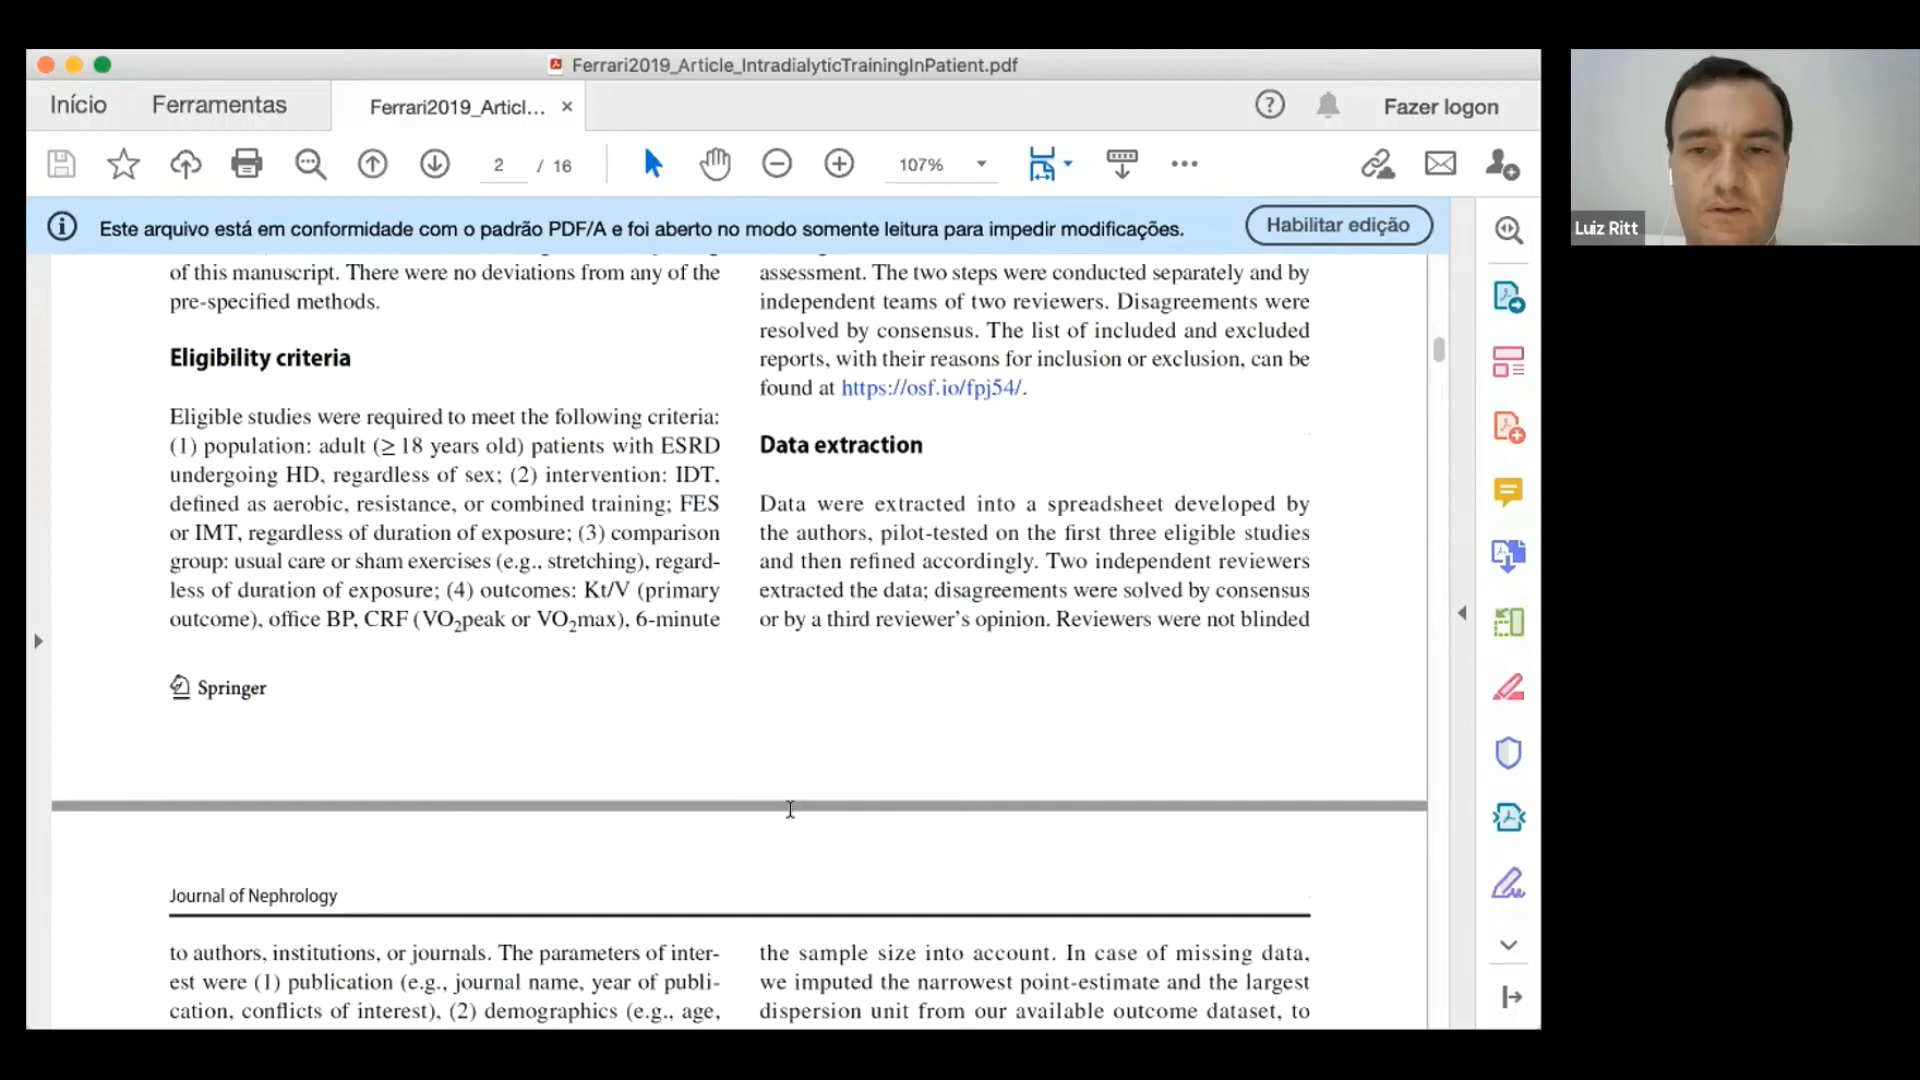 Ferrari2019_Article_IntradialyticTrainingInPatient.pdf
Início
Ferramentas
Ferrari2019_Articl...
Fazer logon
2 / 16
107%
Este arquivo está em conformidade com o padrão PDF/A e foi aberto no modo somente leitura para impedir modificações.
Habilitar edição
Luiz Ritt
of this manuscript. There were no deviations from any of the
pre-specified methods.
Eligibility criteria
Eligible studies were required to meet the following criteria:
(1) population: adult (≥ 18 years old) patients with ESRD
undergoing HD, regardless of sex; (2) intervention: IDT,
defined as aerobic, resistance, or combined training; FES
or IMT, regardless of duration of exposure; (3) comparison
group: usual care or sham exercises (e.g., stretching), regard-
less of duration of exposure; (4) outcomes: Kt/V (primary
outcome), office BP, CRF (VO₂peak or VO₂max), 6-minute
Springer
assessment. The two steps were conducted separately and by
independent teams of two reviewers. Disagreements were
resolved by consensus. The list of included and excluded
reports, with their reasons for inclusion or exclusion, can be
found at https://osf.io/fpj54/.
Data extraction
Data were extracted into a spreadsheet developed by
the authors, pilot-tested on the first three eligible studies
and then refined accordingly. Two independent reviewers
extracted the data; disagreements were solved by consensus
or by a third reviewer's opinion. Reviewers were not blinded
Journal of Nephrology
to authors, institutions, or journals. The parameters of inter-
est were (1) publication (e.g., journal name, year of publi-
cation, conflicts of interest), (2) demographics (e.g., age,
the sample size into account. In case of missing data,
we imputed the narrowest point-estimate and the largest
dispersion unit from our available outcome dataset, to